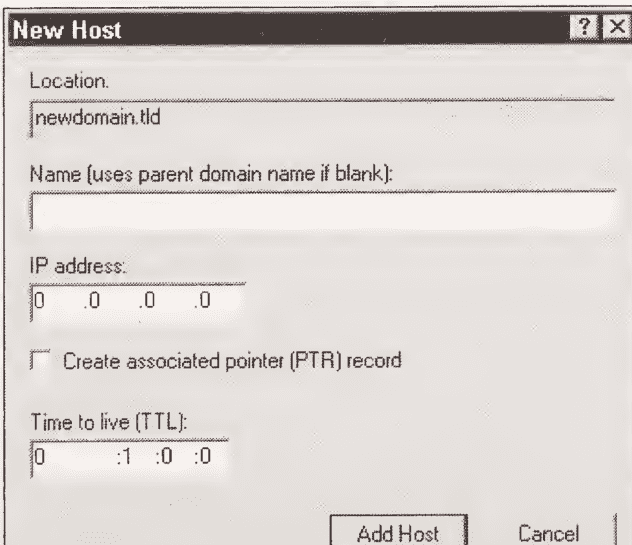 New Host
Location.
newdomain.tld
Name (uses parent domain name if blank):
IP address:
0 .0 .0 .0
Create associated pointer (PTR) record
Time to live (TTL):
0 :1 :0 :0
Add Host Cancel